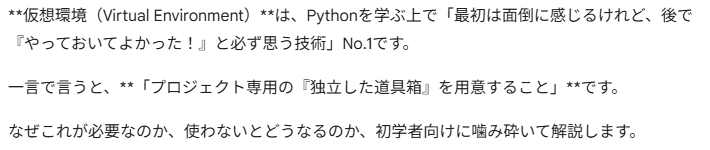 **仮想環境（Virtual Environment）**は、Pythonを学ぶ上で「最初は面倒に感じるけれど、後で
『やっておいてよかった！』と必ず思う技術」No.1です。
一言で言うと、**「プロジェクト専用の『独立した道具箱』を用意すること」**です。
なぜこれが必要なのか、使わないとどうなるのか、初学者向けに噛み砕いて解説します。